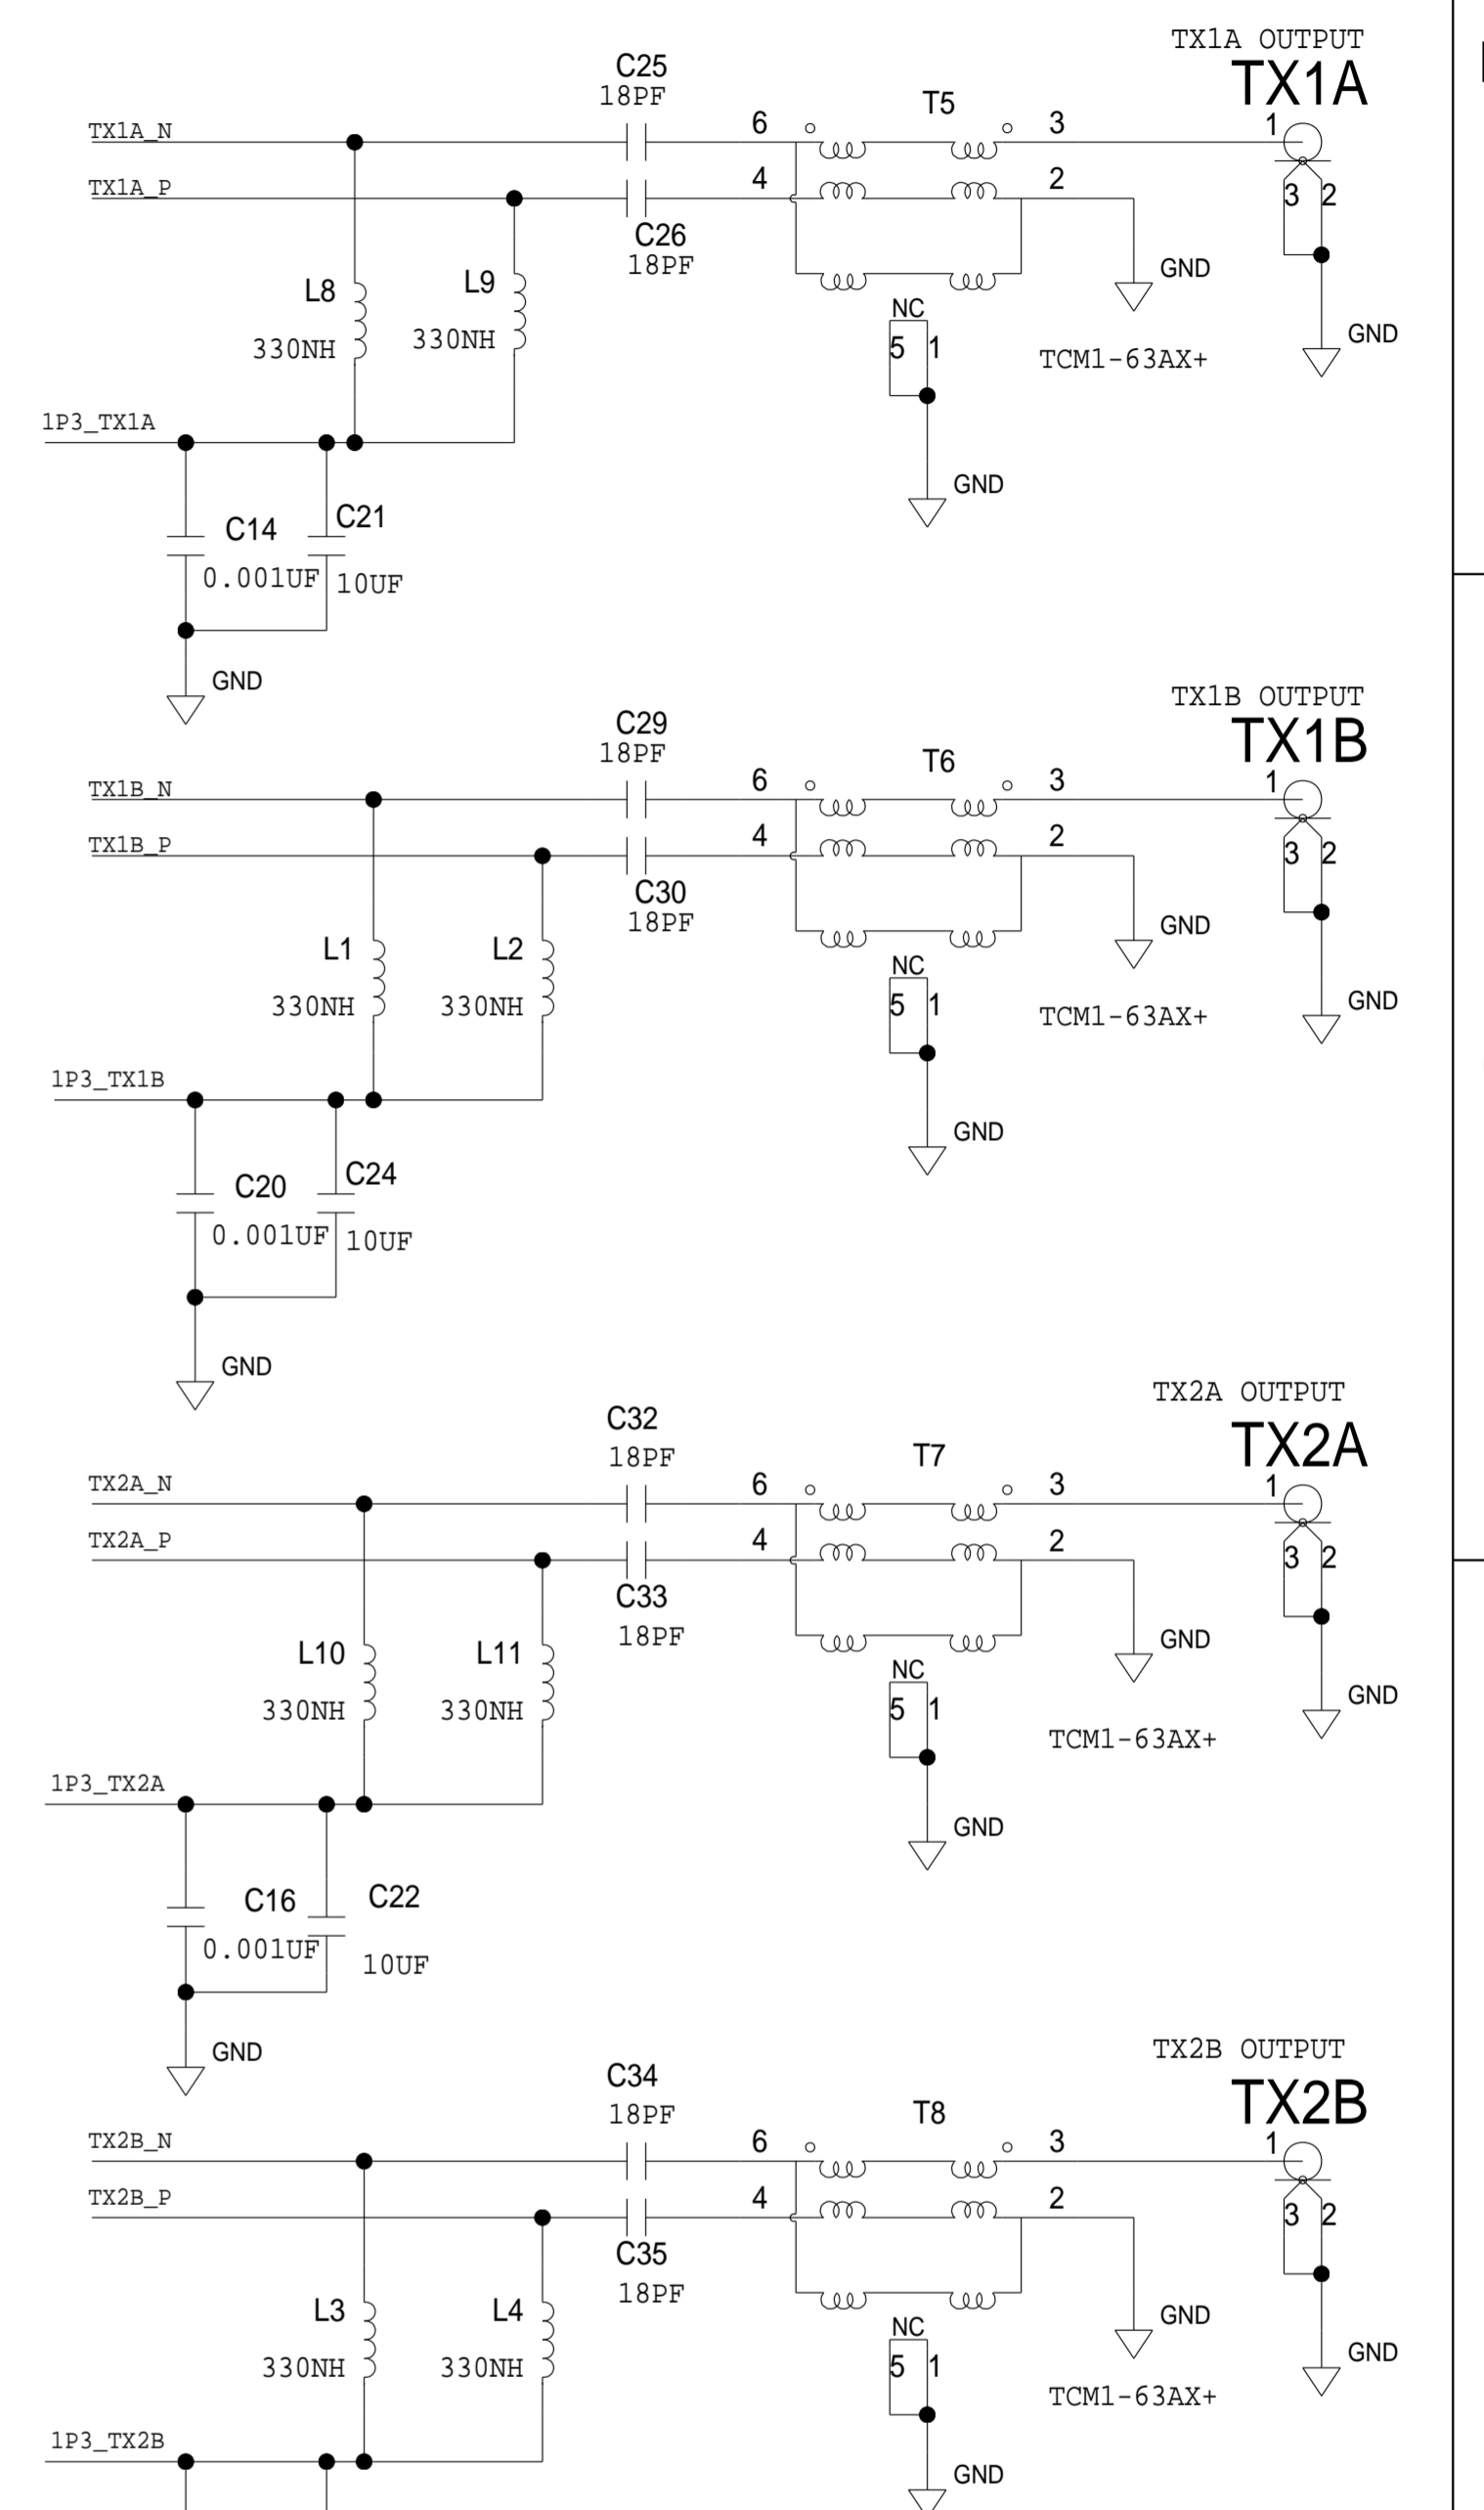 TX1A OUTPUT
TX1A
C25
18PF
T5
TX1A_N
6
3
1
TX1A_P
4
2
3 2
C26
18PF
L8
330NH
L9
330NH
GND
NC
5 1
TCM1-63AX+
GND
1P3_TX1A
GND
C14
0.001UF
C21
10UF
GND
TX1B OUTPUT
TX1B
C29
18PF
T6
TX1B_N
6
3
1
TX1B_P
4
2
3 2
C30
18PF
L1
330NH
L2
330NH
GND
NC
5 1
TCM1-63AX+
GND
1P3_TX1B
GND
C20
0.001UF
C24
10UF
GND
TX2A OUTPUT
TX2A
C32
18PF
T7
TX2A_N
6
3
1
TX2A_P
4
2
3 2
C33
18PF
L10
330NH
L11
330NH
GND
NC
5 1
TCM1-63AX+
GND
1P3_TX2A
GND
C16
0.001UF
C22
10UF
GND
TX2B OUTPUT
TX2B
C34
18PF
T8
TX2B_N
6
3
1
TX2B_P
4
2
3 2
C35
18PF
L3
330NH
L4
330NH
GND
NC
5 1
TCM1-63AX+
GND
1P3_TX2B
GND